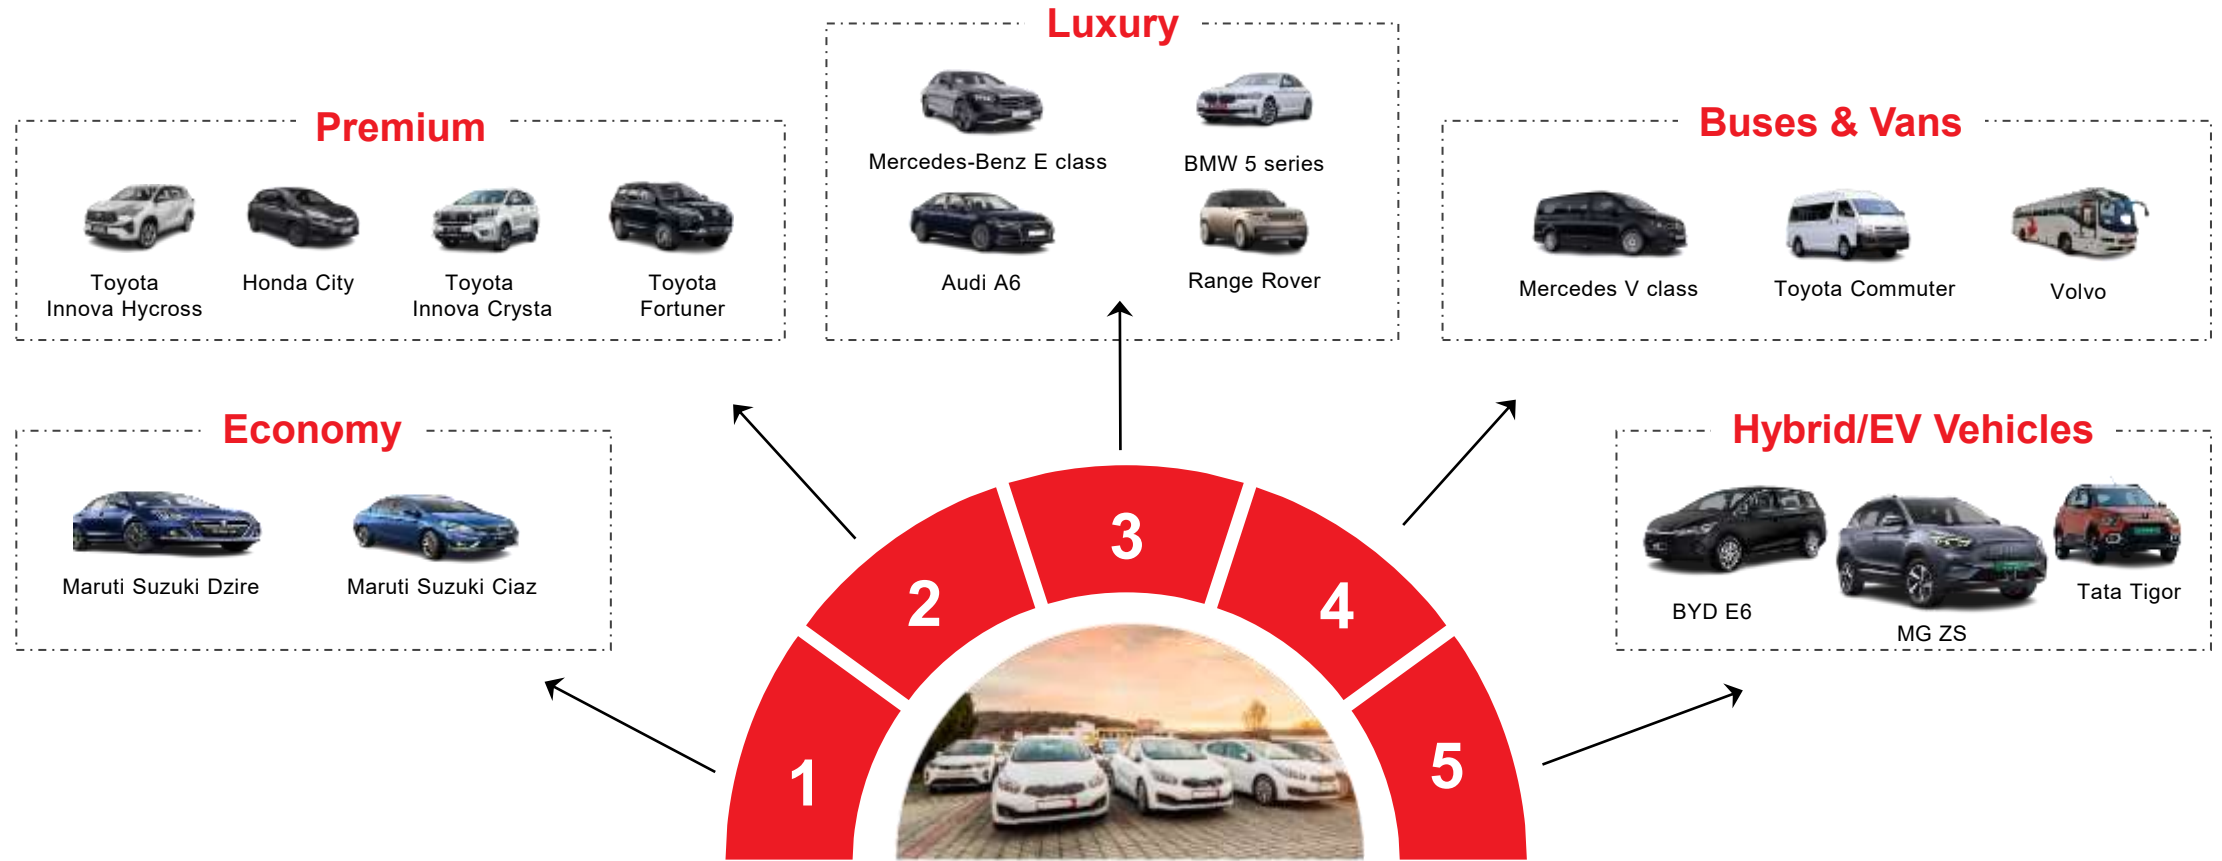 Luxury
Mercedes-Benz E class
BMW 5 series
Audi A6
Range Rover
Premium
Toyota
Innova Hycross
Honda City
Toyota
Innova Crysta
Toyota
Fortuner
Buses & Vans
Mercedes V class
Toyota Commuter
Volvo
Economy
Maruti Suzuki Dzire
Maruti Suzuki Ciaz
Hybrid/EV Vehicles
BYD E6
MG ZS
Tata Tigor
1
2
3
4
5